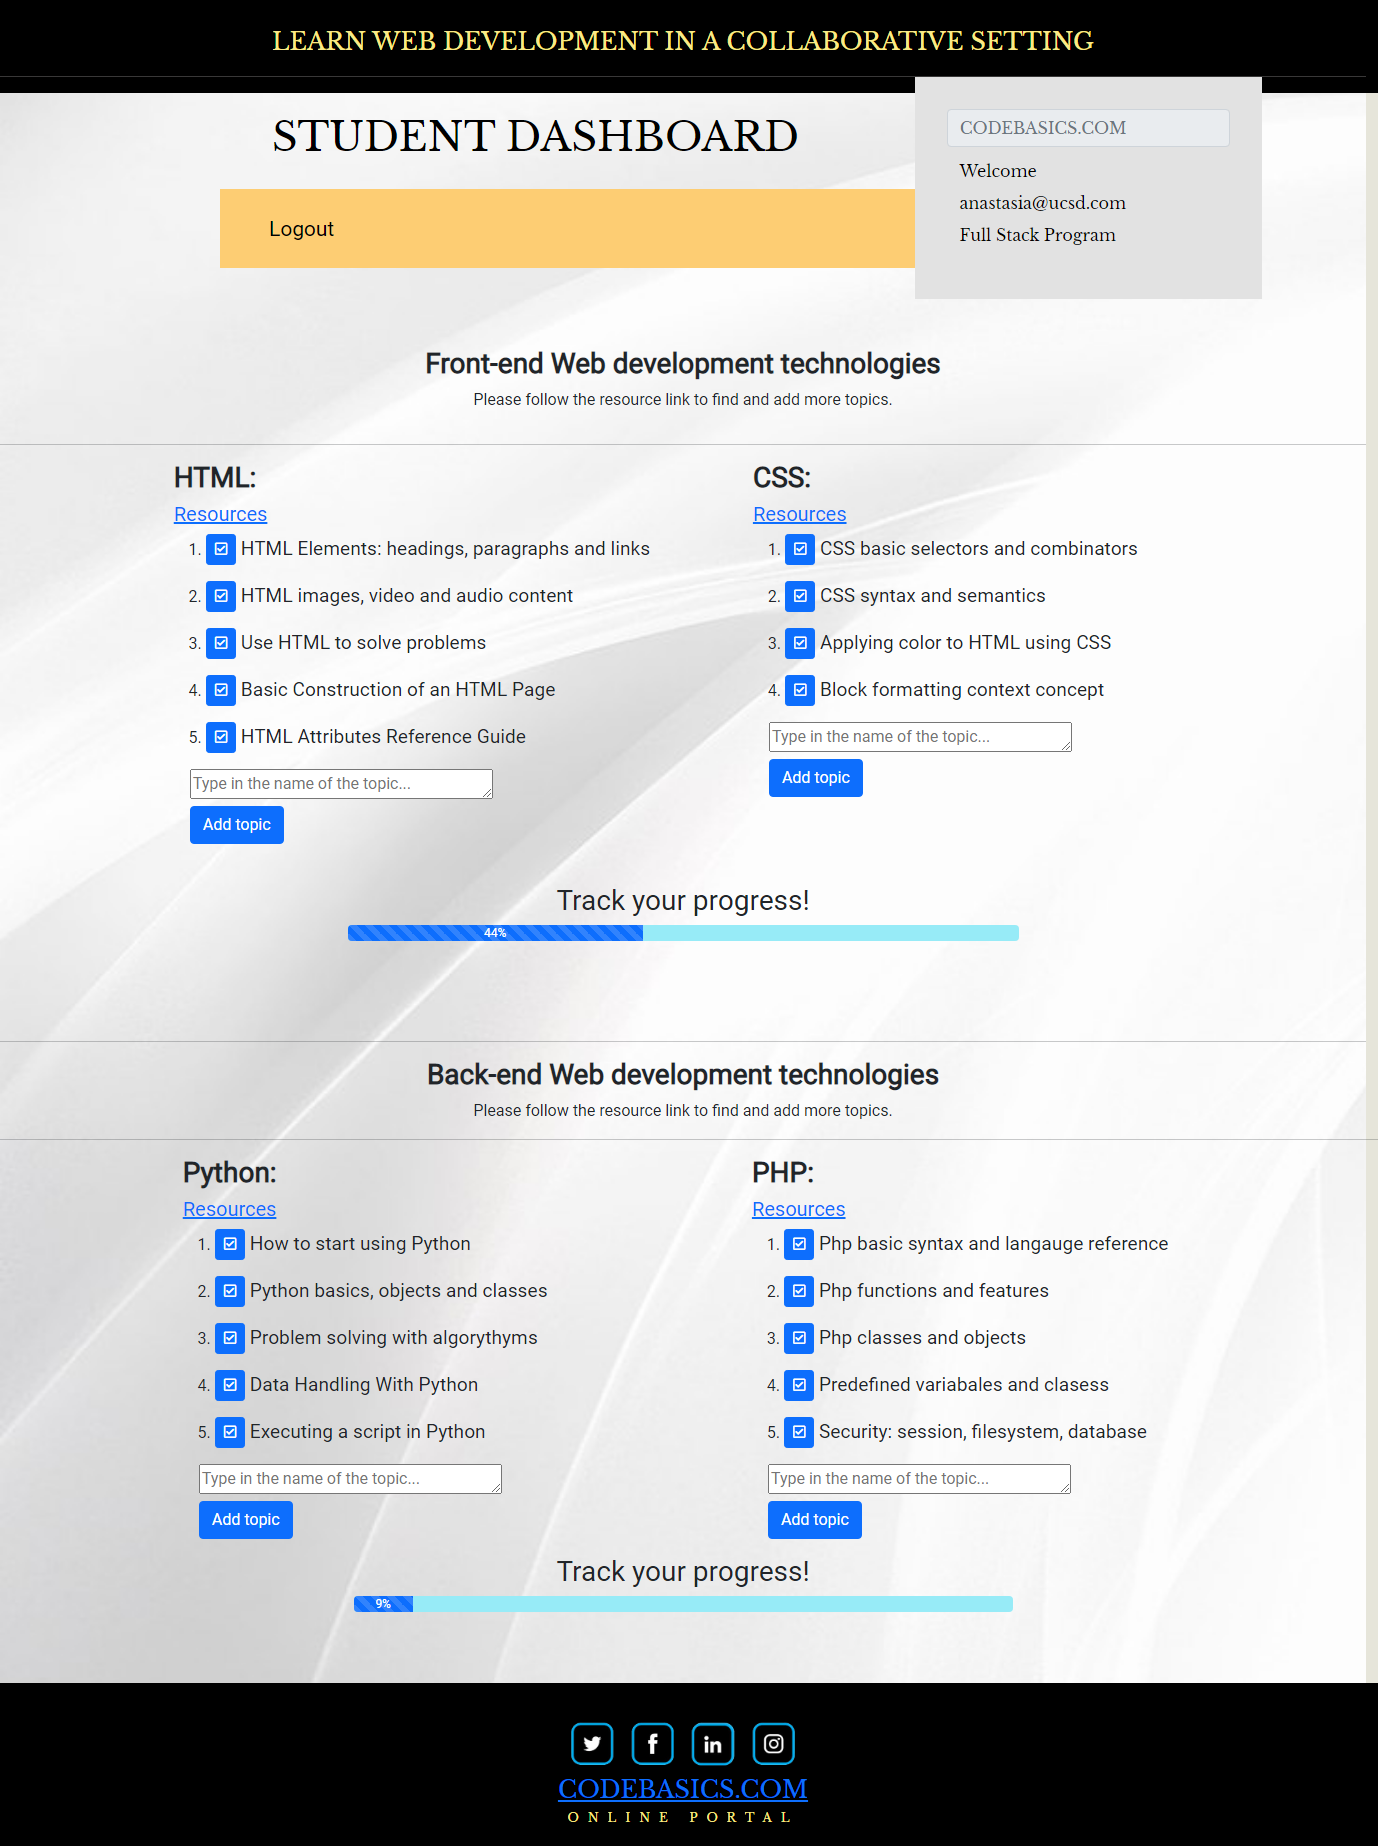 LEARN WEB DEVELOPMENT IN A COLLABORATIVE SETTING
STUDENT DASHBOARD
CODEBASICS.COM
Welcome
anastasia@ucsd.com
Full Stack Program
Logout
Front-end Web development technologies
Please follow the resource link to find and add more topics.
HTML:
Resources
1. HTML Elements: headings, paragraphs and links
2. HTML images, video and audio content
3. Use HTML to solve problems
4. Basic Construction of an HTML Page
5. HTML Attributes Reference Guide
Type in the name of the topic...
Add topic
CSS:
Resources
1. CSS basic selectors and combinators
2. CSS syntax and semantics
3. Applying color to HTML using CSS
4. Block formatting context concept
Type in the name of the topic...
Add topic
Track your progress!
44%
Back-end Web development technologies
Please follow the resource link to find and add more topics.
Python:
Resources
1. How to start using Python
2. Python basics, objects and classes
3. Problem solving with algorythyms
4. Data Handling With Python
5. Executing a script in Python
Type in the name of the topic...
Add topic
PHP:
Resources
1. Php basic syntax and langauge reference
2. Php functions and features
3. Php classes and objects
4. Predefined variabales and clasess
5. Security: session, filesystem, database
Type in the name of the topic...
Add topic
Track your progress!
9%
CODEBASICS.COM
ONLINE PORTAL